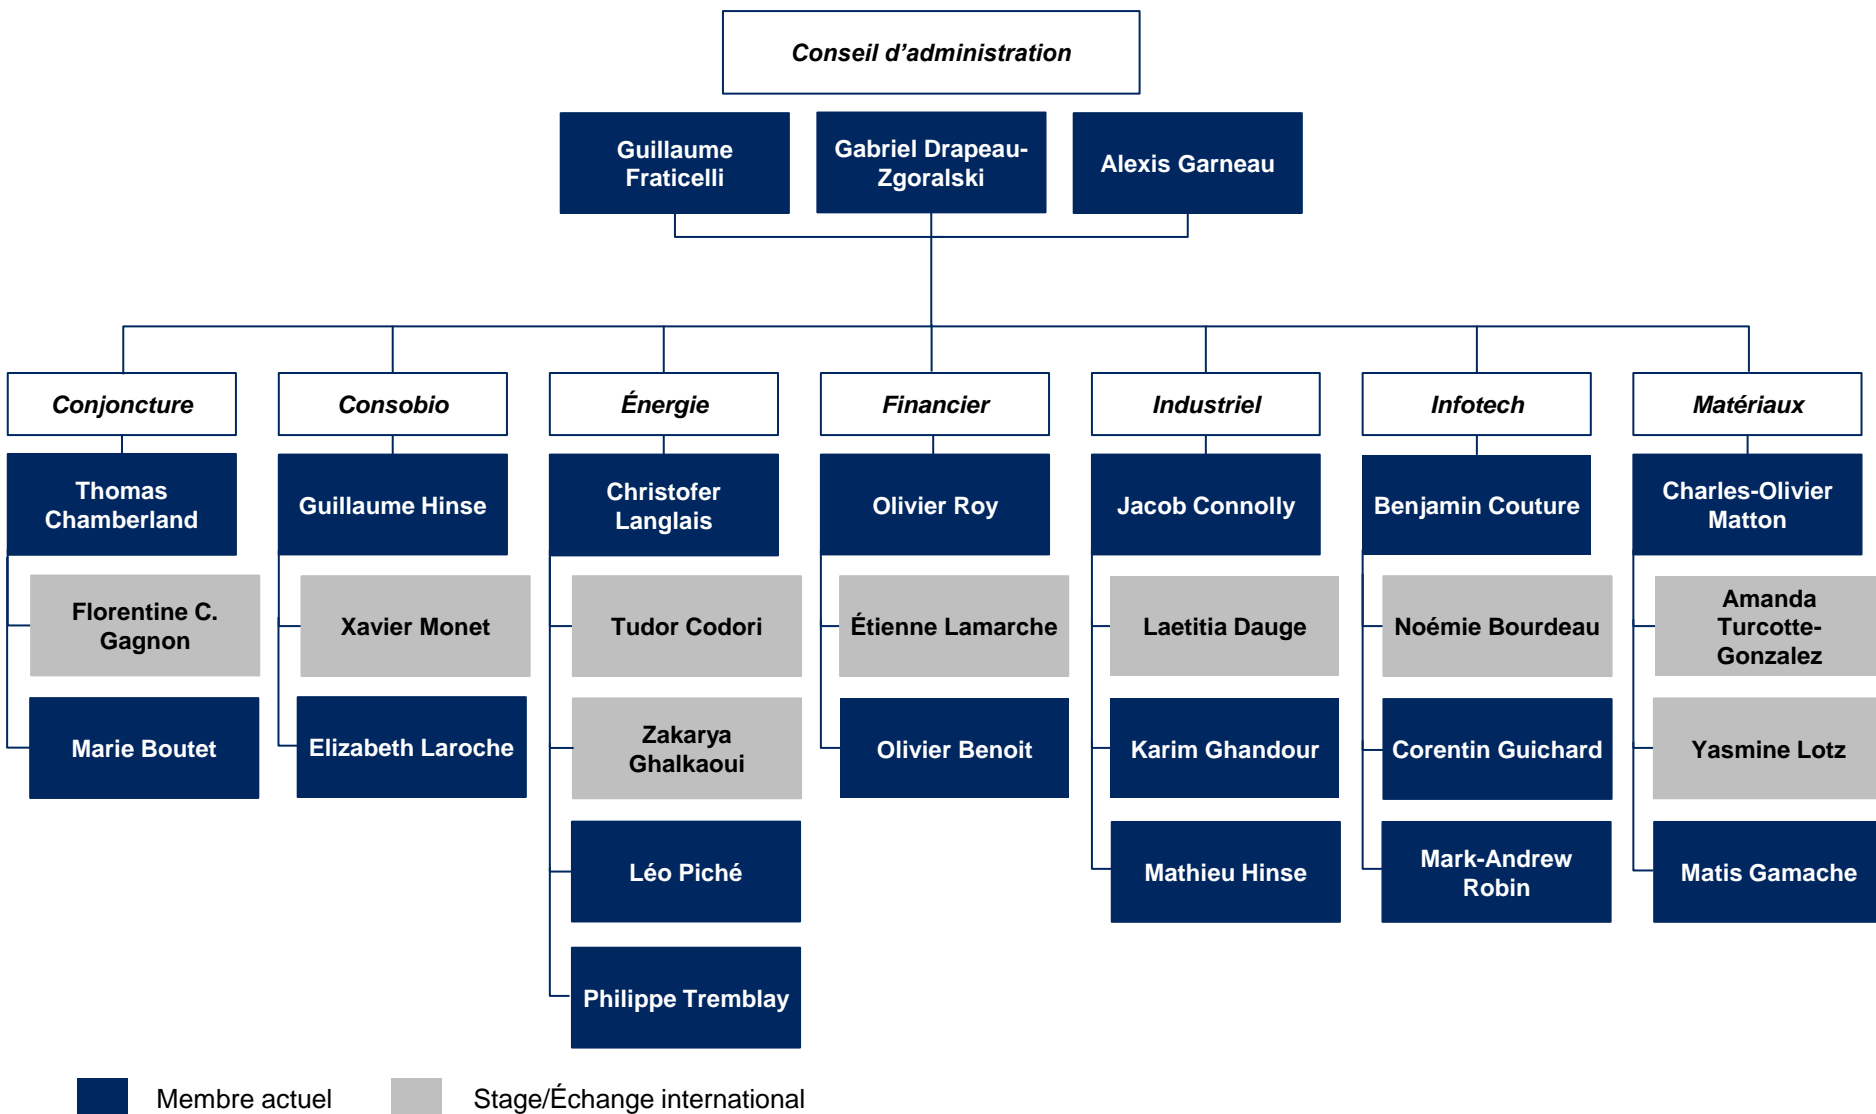 Conseil d'administration
Guillaume
Fraticelli
Gabriel Drapeau-
Zgoralski
Alexis Garneau
Conjoncture
Consobio
Énergie
Financier
Industriel
Infotech
Matériaux
Thomas
Chamberland
Guillaume Hinse
Christofer
Langlais
Olivier Roy
Jacob Connolly
Benjamin Couture
Charles-Olivier
Matton
Florentine C.
Gagnon
Xavier Monet
Tudor Codori
Étienne Lamarche
Laetitia Dauge
Noémie Bourdeau
Amanda
Turcotte-
Gonzalez
Marie Boutet
Elizabeth Laroche
Zakarya
Ghalkaoui
Olivier Benoit
Karim Ghandour
Corentin Guichard
Yasmine Lotz
Léo Piché
Mathieu Hinse
Mark-Andrew
Robin
Matis Gamache
Philippe Tremblay
Membre actuel
Stage/Échange international